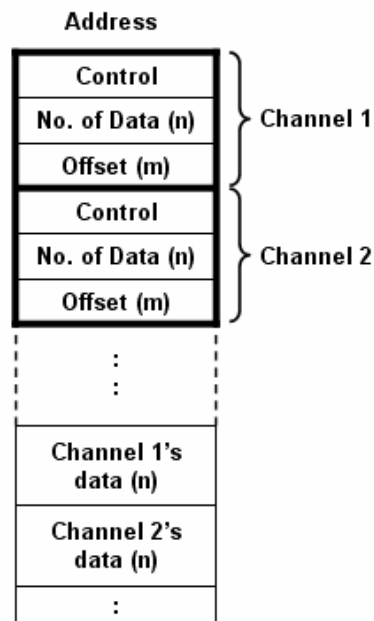 Address
Control
No. of Data (n)
Channel 1
Offset (m)
Control
No. of Data (n)
Channel 2
Offset (m)
:
:
Channel 1's
data (n)
Channel 2's
data (n)
: